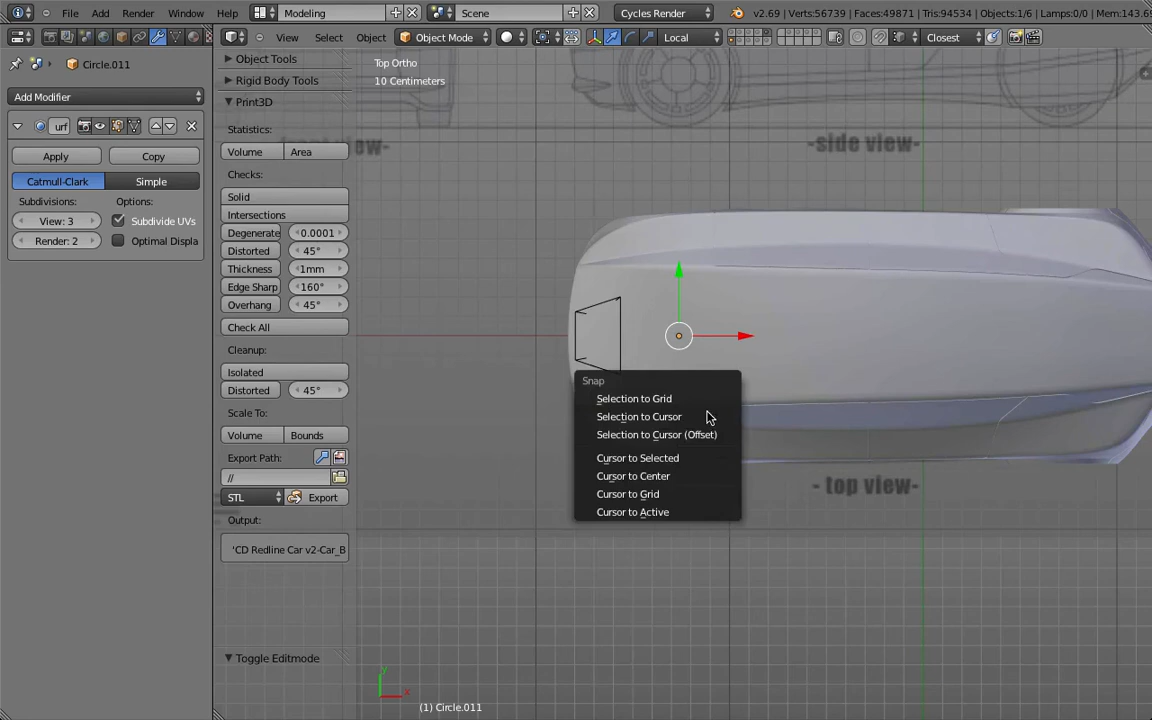 File Add Render Window Help Modeling Scene Cycles Render v2.69 | Verts:56739 | Faces:49871 | Tris:94534 | Objects:1/6 | Lamps:0/0 | Mem:143.6
View Select Object Object Mode Local Closest
Circle.011
Add Modifier
urf
Apply Copy
Catmull-Clark Simple
Subdivisions: Options:
View: 3 Subdivide UVs
Render: 2 Optimal Displa
Object Tools
Rigid Body Tools
Print3D
Statistics:
Volume Area
Checks:
Solid
Intersections
Degenerate 0.0001
Distorted 45°
Thickness 1mm
Edge Sharp 160°
Overhang 45°
Check All
Cleanup:
Isolated
Distorted 45°
Scale To:
Volume Bounds
Export Path:
//
STL Export
Output:
'CD Redline Car v2-Car_B
Toggle Editmode
Top Ortho
10 Centimeters
-side view-
Snap
Selection to Grid
Selection to Cursor
Selection to Cursor (Offset)
Cursor to Selected
Cursor to Center
Cursor to Grid
Cursor to Active
- top view-
y
x
(1) Circle.011